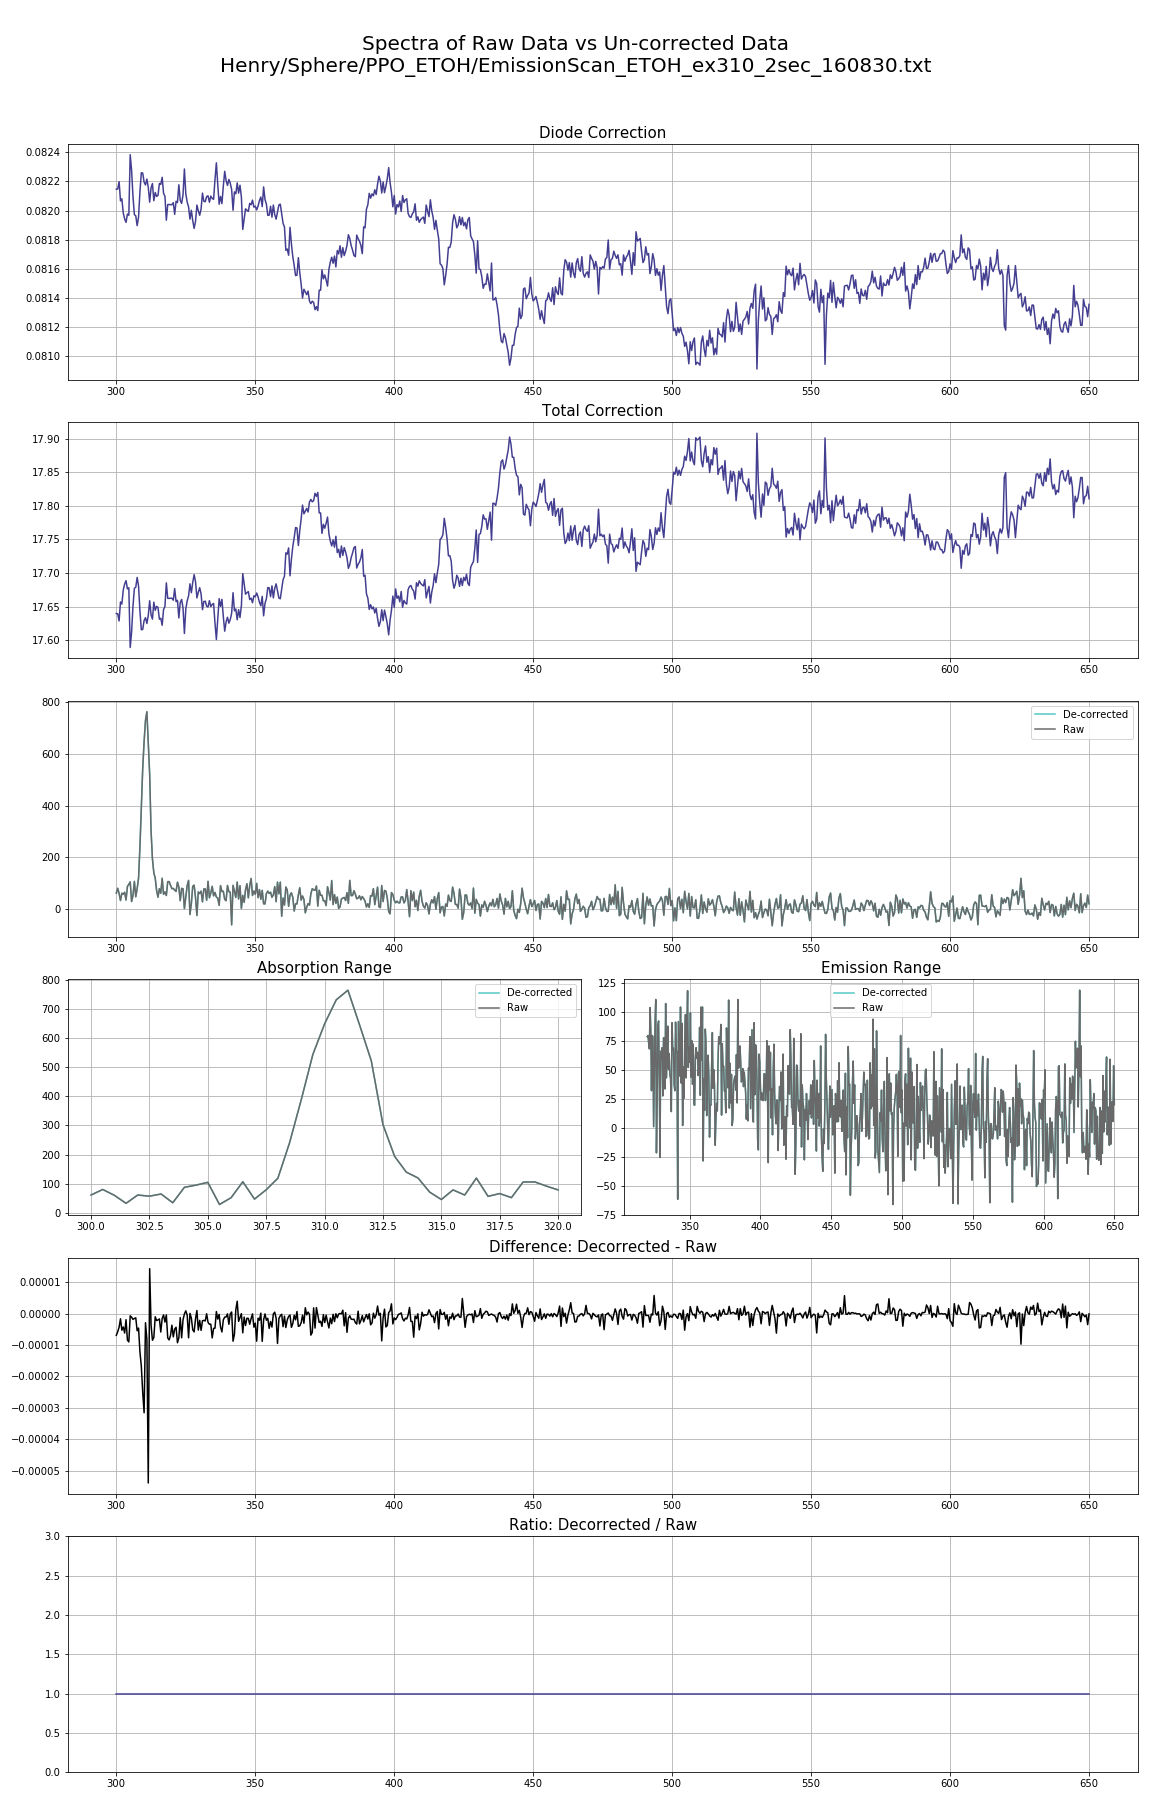 Spectra of Raw Data vs Un-corrected Data
Henry/Sphere/PPO_ETOH/EmissionScan_ETOH_ex310_2sec_160830.txt
Diode Correction
0.0824
0.0822
0.0820
0.0818
0.0816
0.0814
0.0812
0.0810
300 350 400 450 500 550 600 650
Total Correction
17.90
17.85
17.80
17.75
17.70
17.65
17.60
300 350 400 450 500 550 600 650
800
600
400
200
0
De-corrected
Raw
300 350 400 450 500 550 600 650
Absorption Range
800
700
600
500
400
300
200
100
0
De-corrected
Raw
300.0 302.5 305.0 307.5 310.0 312.5 315.0 317.5 320.0
Emission Range
125
100
75
50
25
0
−25
−50
−75
De-corrected
Raw
350 400 450 500 550 600 650
Difference: Decorrected - Raw
0.00001
0.00000
−0.00001
−0.00002
−0.00003
−0.00004
−0.00005
300 350 400 450 500 550 600 650
Ratio: Decorrected / Raw
3.0
2.5
2.0
1.5
1.0
0.5
0.0
300 350 400 450 500 550 600 650